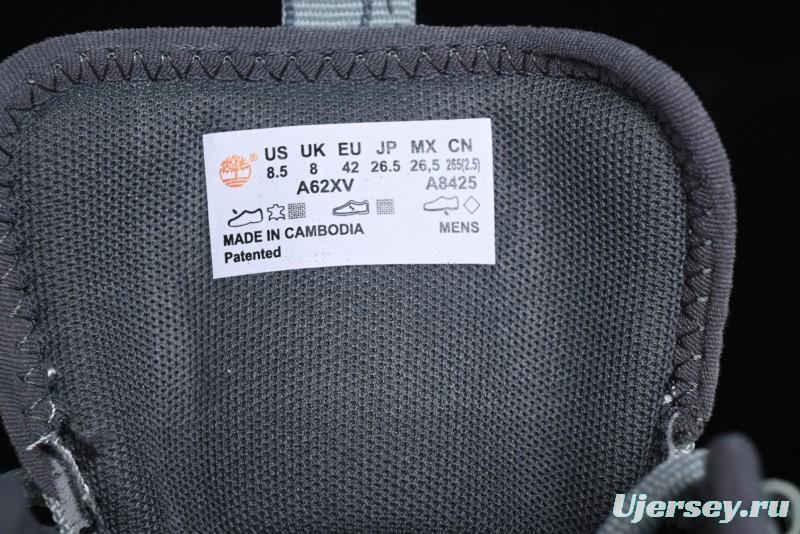 US UK EU JP MX CN
8.5 8 42 26.5 26,5 265(2.5)
A62XV A8425
MADE IN CAMBODIA MENS
Patented
Ujersey.ru